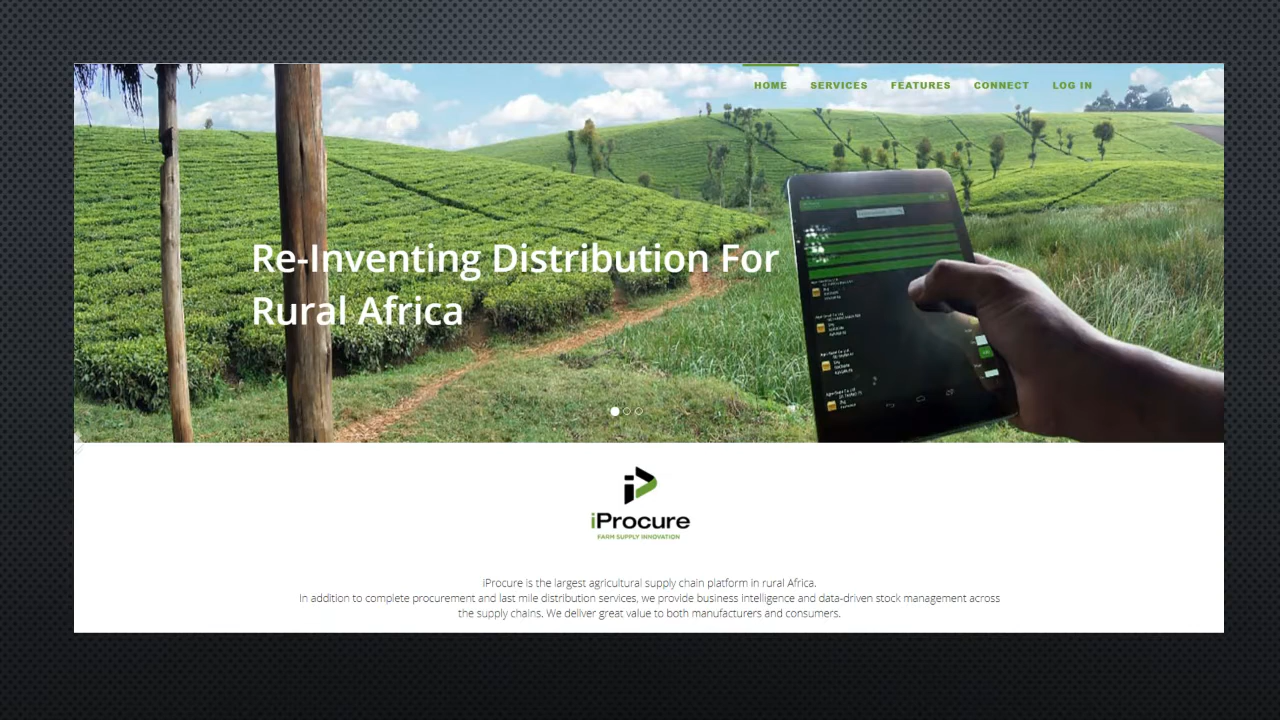 HOME SERVICES FEATURES CONNECT LOG IN
Re-Inventing Distribution For
Rural Africa
iProcure
FARM SUPPLY INNOVATION
iProcure is the largest agricultural supply chain platform in rural Africa.
In addition to complete procurement and last mile distribution services, we provide business intelligence and data-driven stock management across
the supply chains. We deliver great value to both manufacturers and consumers.